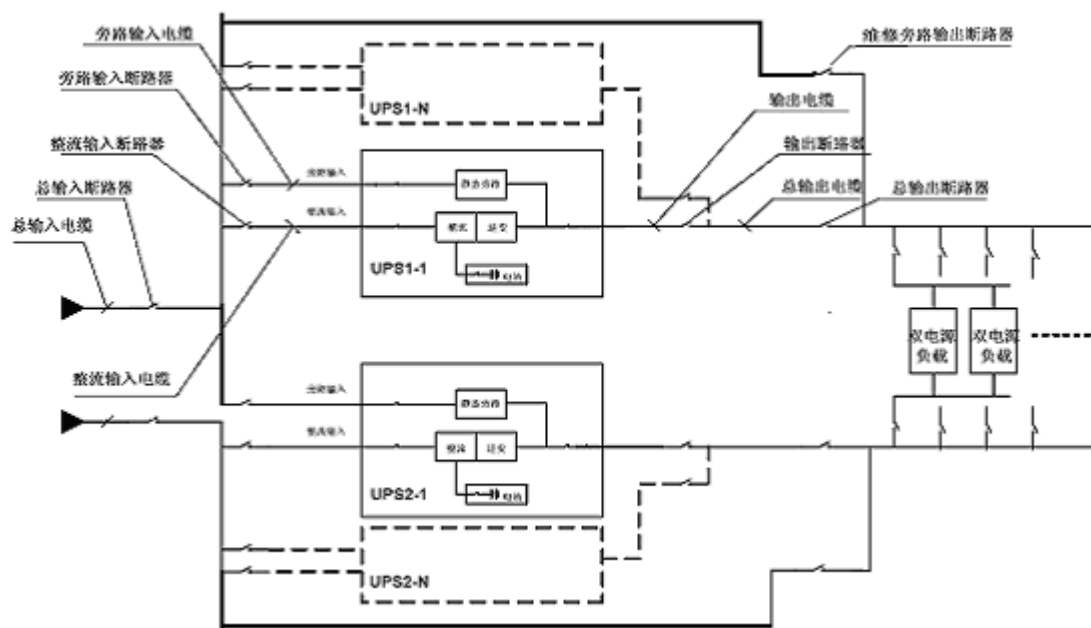 旁路输入电缆
维修旁路输出断路器
旁路输入断路器
UPS1-N
输出电缆
整流输入断路器
输出断路器
总输入断路器
旁路输入
静态旁路
总输出电缆
总输出断路器
总输入电缆
整流输入
整流
逆变
UPS1-1
电池
双电源
负载
双电源
负载
整流输入电缆
旁路输入
静态旁路
整流输入
整流
逆变
UPS2-1
电池
UPS2-N